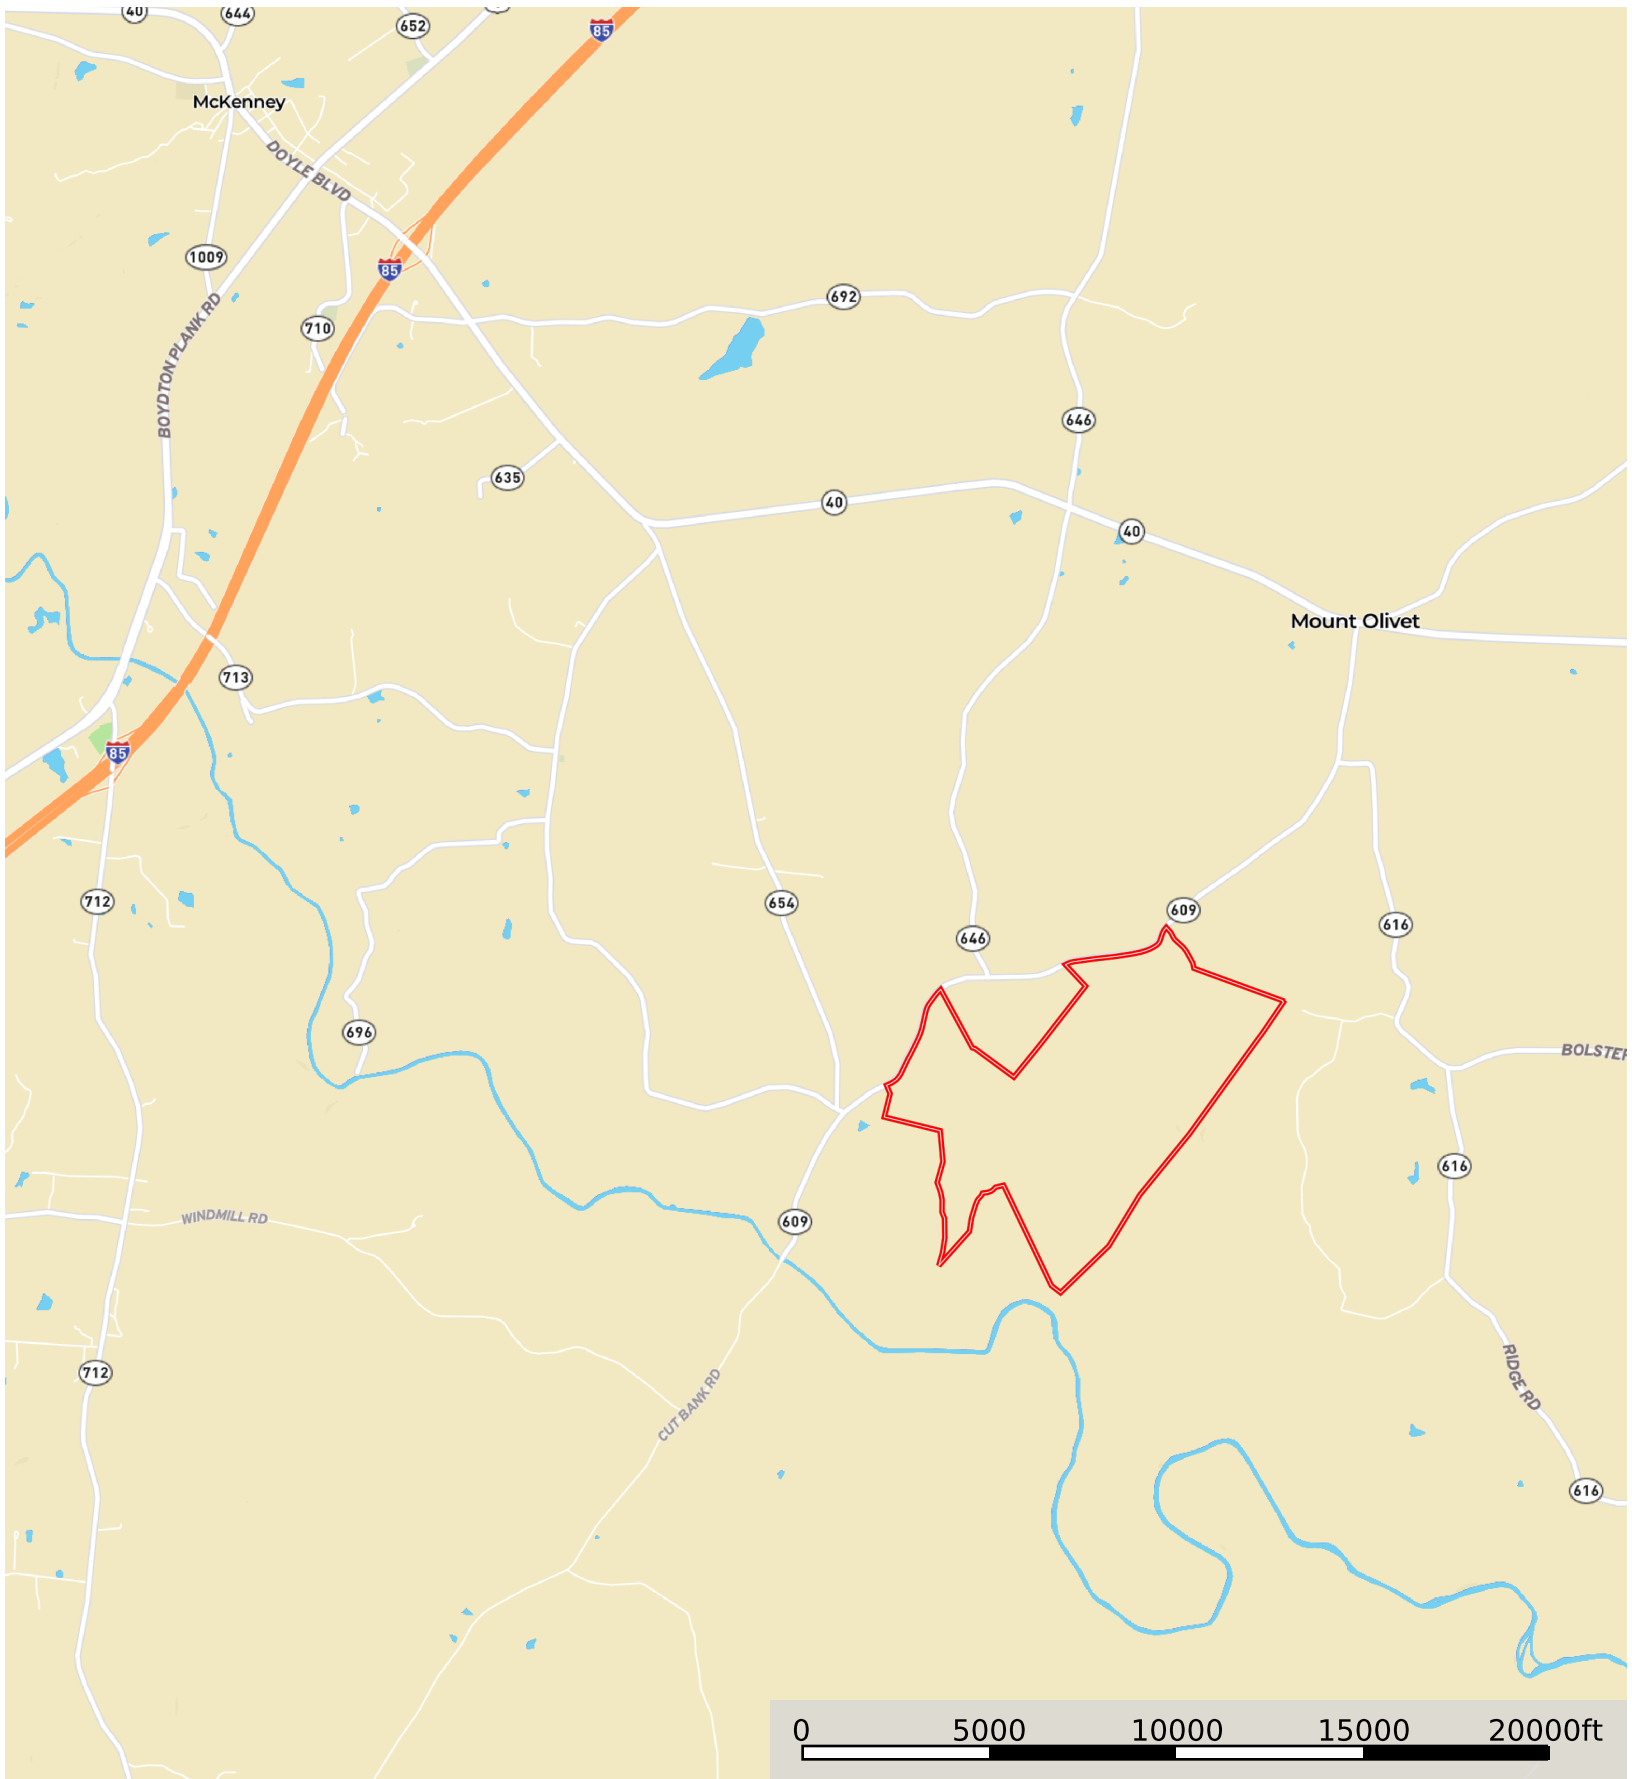 40
644
652
85
McKenney
DOYLE BLVD
1009
85
692
710
BOYDTON PLANK RD
646
635
40
40
Mount Olivet
713
85
712
654
609
646
616
696
BOLSTER
616
WINDMILL RD
609
712
RIDGE RD
CUT BANK RD
616
0 5000 10000 15000 20000ft